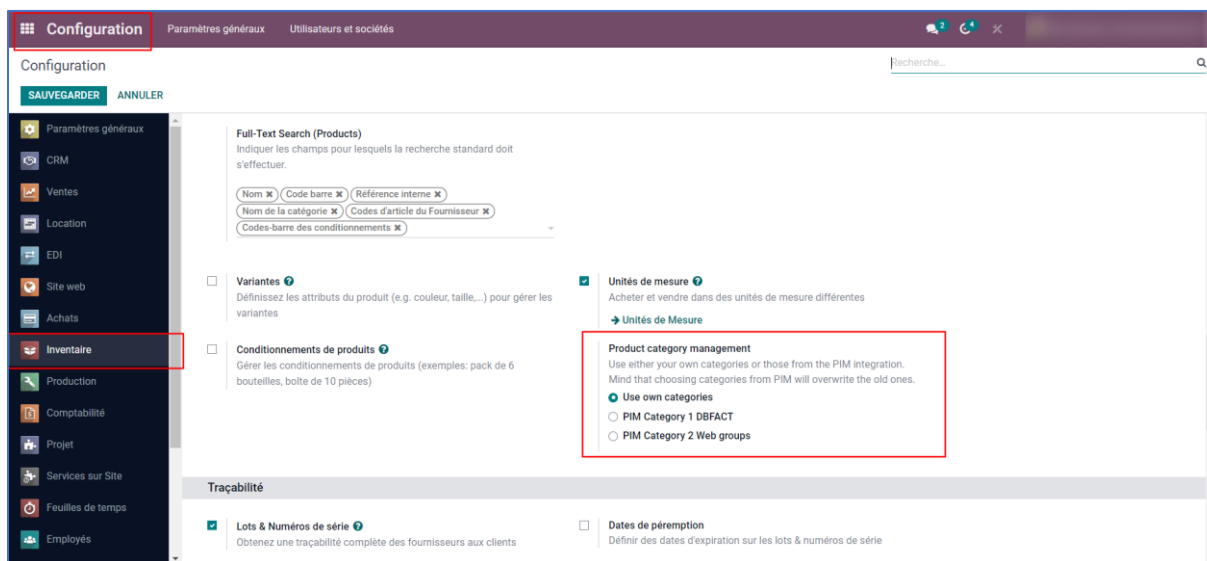 Configuration
Paramètres généraux
Utilisateurs et sociétés
2
4
Configuration
Recherche...
SAUVEGARDER
ANNULER
Paramètres généraux
CRM
Ventes
Location
EDI
Site web
Achats
Inventaire
Production
Comptabilité
Projet
Services sur Site
Feuilles de temps
Employés
Full-Text Search (Products)
Indiquer les champs pour lesquels la recherche standard doit
s'effectuer.
Nom Code barre Référence interne
Nom de la catégorie Codes d'article du Fournisseur
Codes-barre des conditionnements
Variantes
Définissez les attributs du produit (e.g. couleur, taille,...) pour gérer les
variantes
Unités de mesure
Acheter et vendre dans des unités de mesure différentes
Unités de Mesure
Conditionnements de produits
Gérer les conditionnements de produits (exemples: pack de 6
bouteilles, boîte de 10 pièces)
Product category management
Use either your own categories or those from the PIM integration.
Mind that choosing categories from PIM will overwrite the old ones.
Use own categories
PIM Category 1 DBFACT
PIM Category 2 Web groups
Traçabilité
Lots & Numéros de série
Obtenez une traçabilité complète des fournisseurs aux clients
Dates de péremption
Définir des dates d'expiration sur les lots & numéros de série